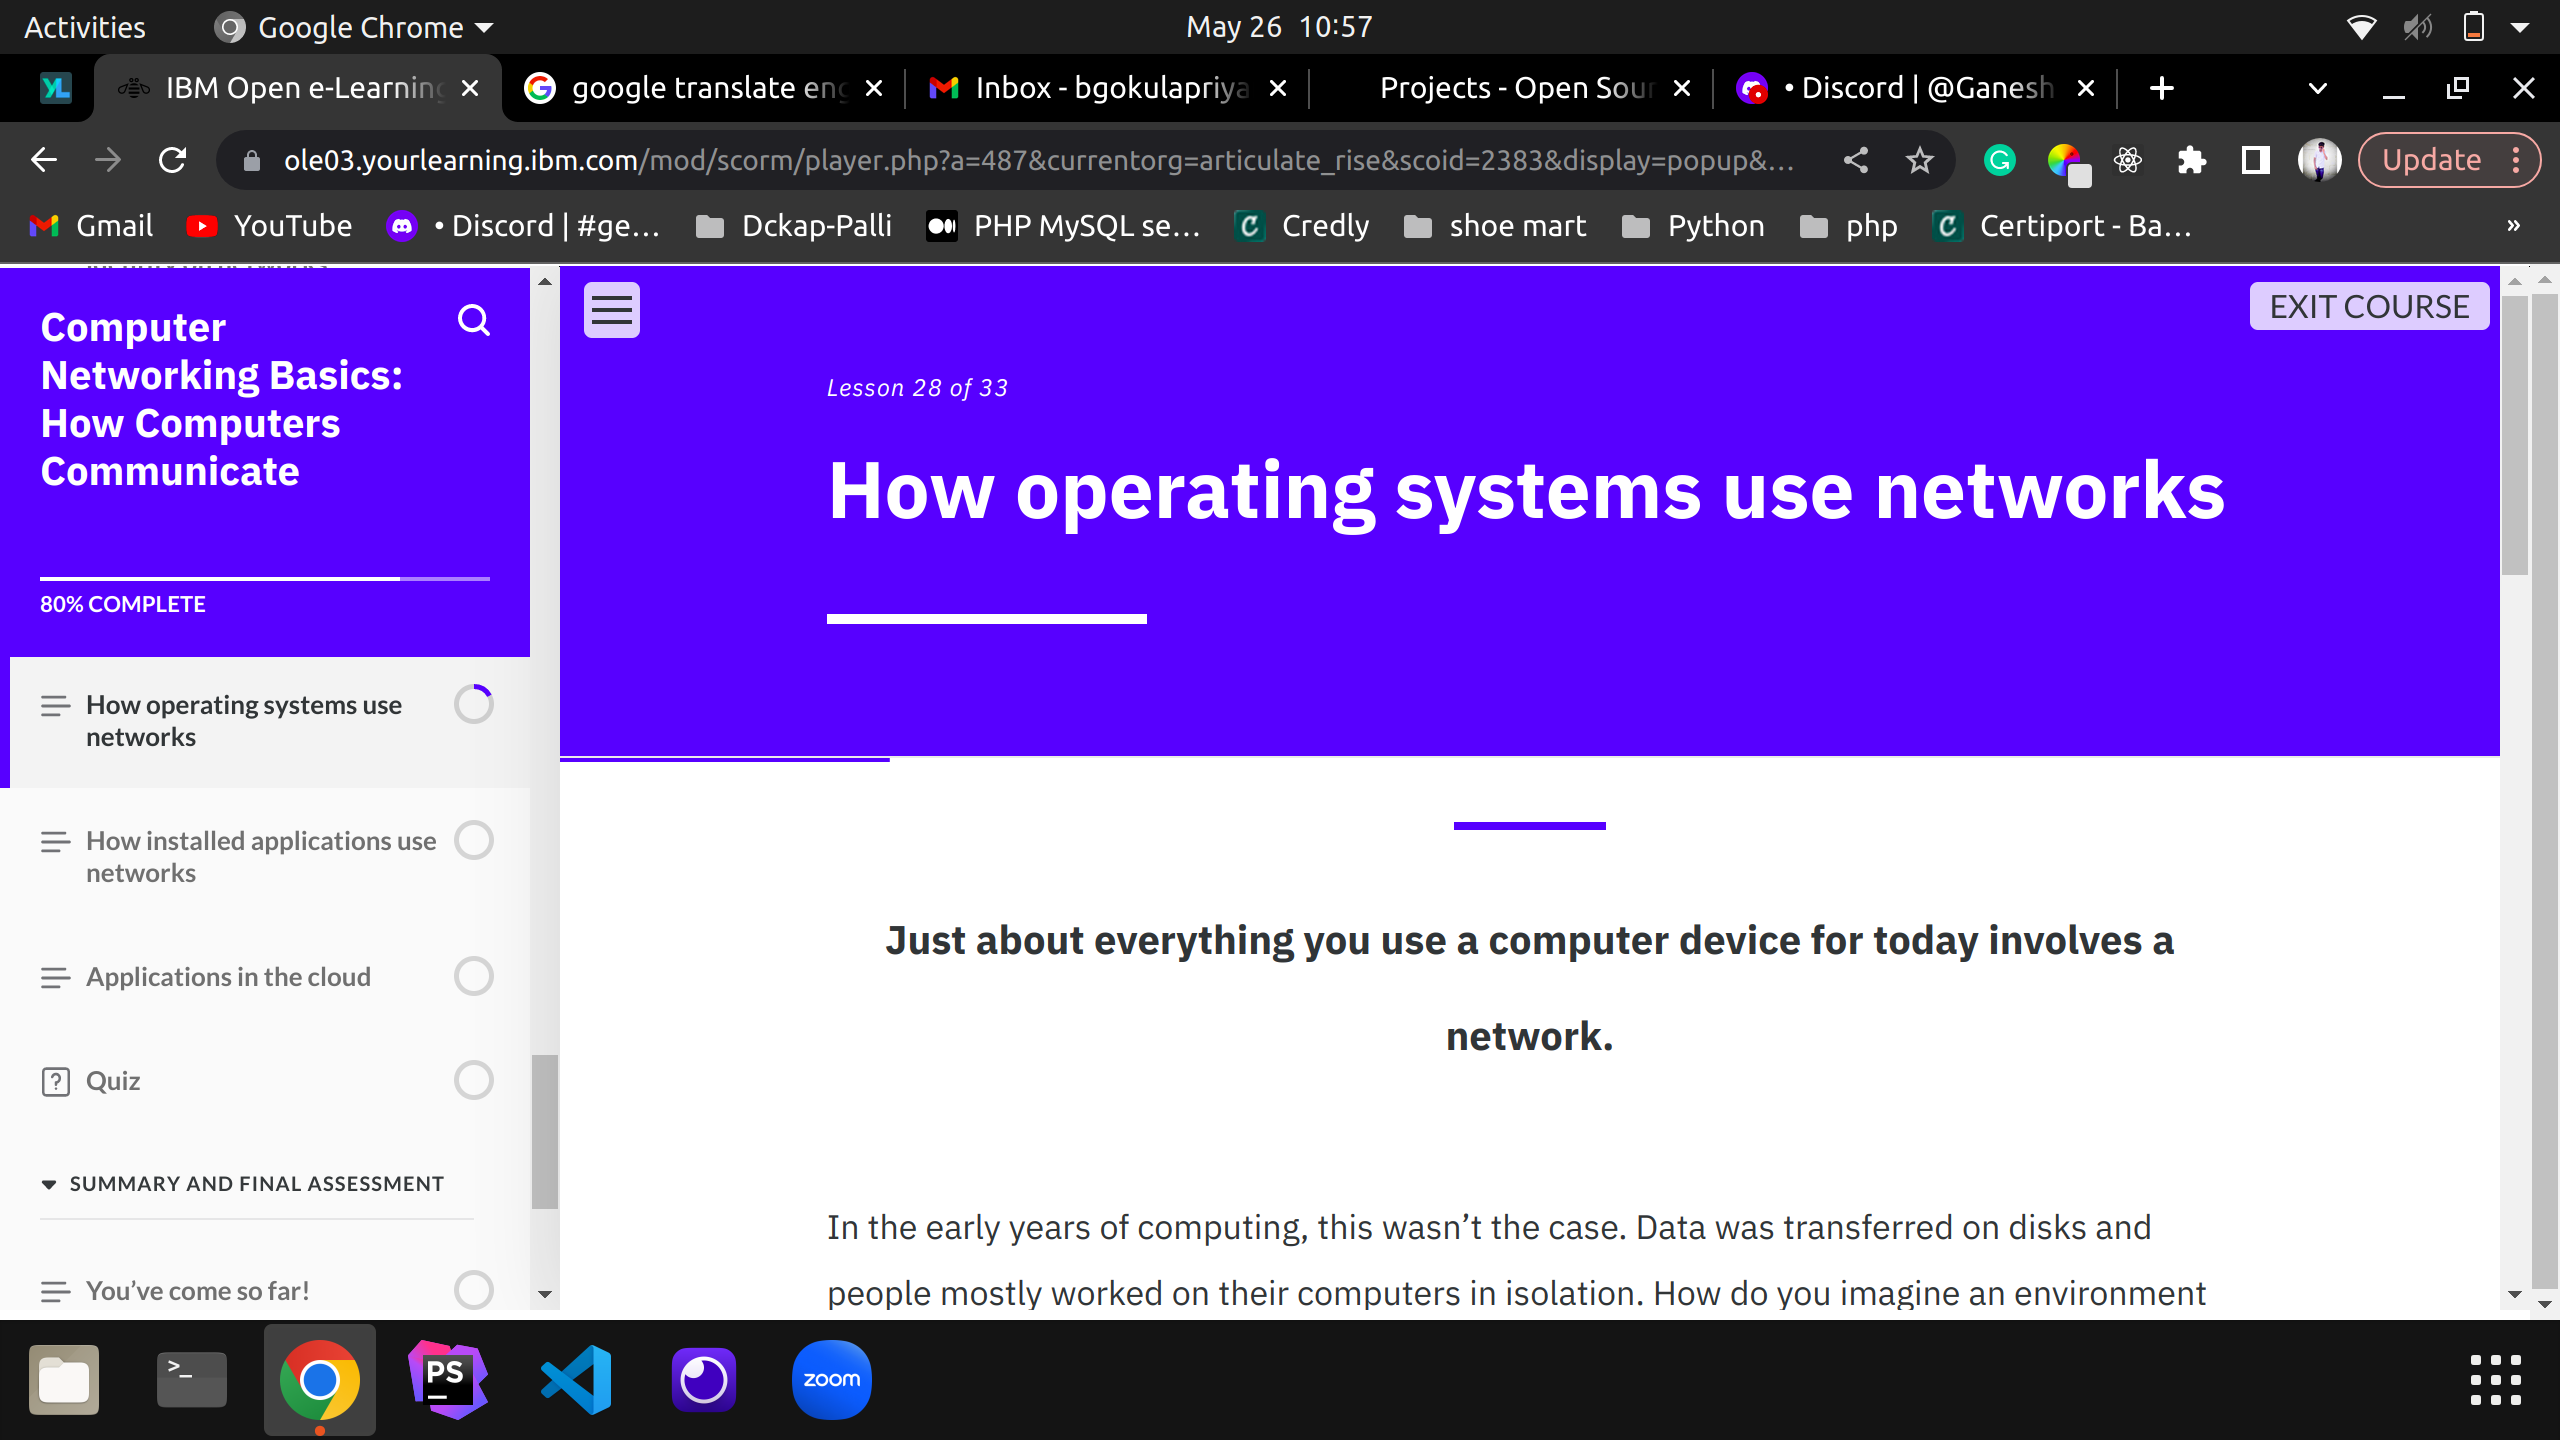 Activities
Google Chrome
May 26 10:57
IBM Open e-Learning
google translate eng
Inbox - bgokulapriya
Projects - Open Sour
• Discord | @Ganesh
ole03.yourlearning.ibm.com/mod/scorm/player.php?a=487&currentorg=articulate_rise&scoid=2383&display=popup&...
Update
Gmail
YouTube
• Discord | #ge...
Dckap-Palli
PHP MySQL se...
Credly
shoe mart
Python
php
Certiport - Ba...
»
Computer
Networking Basics:
How Computers
Communicate
80% COMPLETE
How operating systems use
networks
How installed applications use
networks
Applications in the cloud
Quiz
SUMMARY AND FINAL ASSESSMENT
You’ve come so far!
EXIT COURSE
Lesson 28 of 33
How operating systems use networks
Just about everything you use a computer device for today involves a
network.
In the early years of computing, this wasn’t the case. Data was transferred on disks and
people mostly worked on their computers in isolation. How do you imagine an environment
>_
PS
zoom